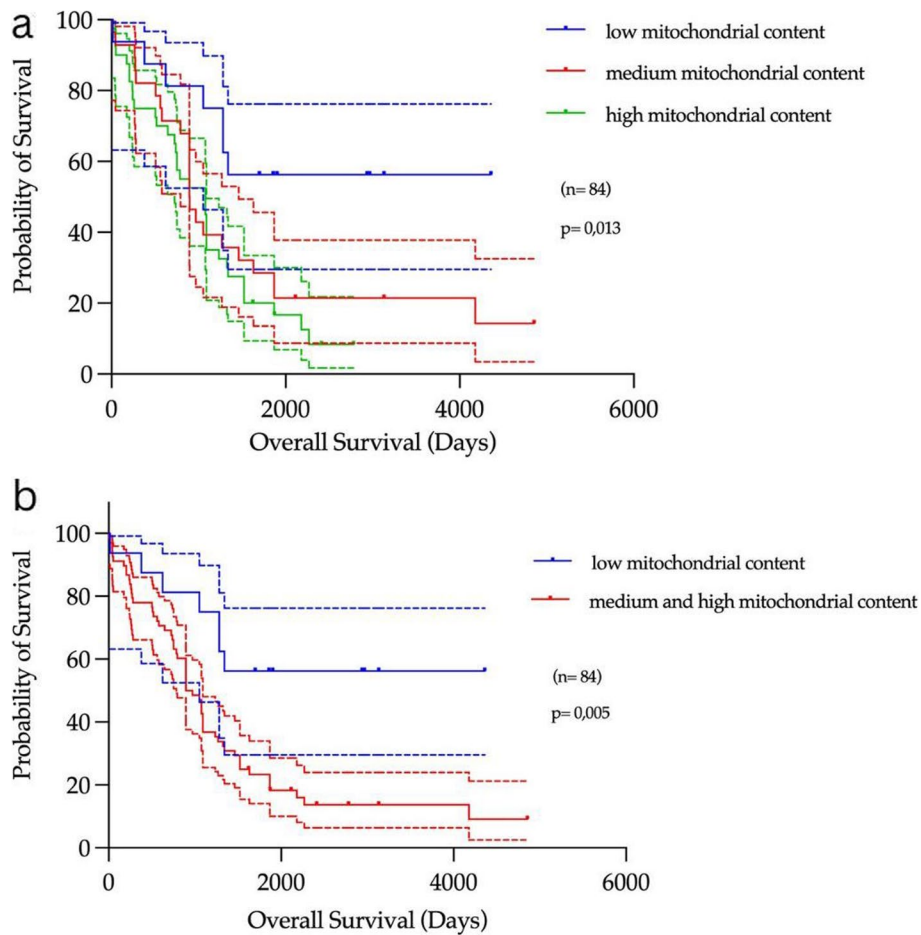 a
100
80
60
40
20
0
Probability of Survival
0 2000 4000 6000
Overall Survival (Days)
low mitochondrial content
medium mitochondrial content
high mitochondrial content
(n= 84)
p= 0,013
b
100
80
60
40
20
0
Probability of Survival
0 2000 4000 6000
Overall Survival (Days)
low mitochondrial content
medium and high mitochondrial content
(n= 84)
p= 0,005